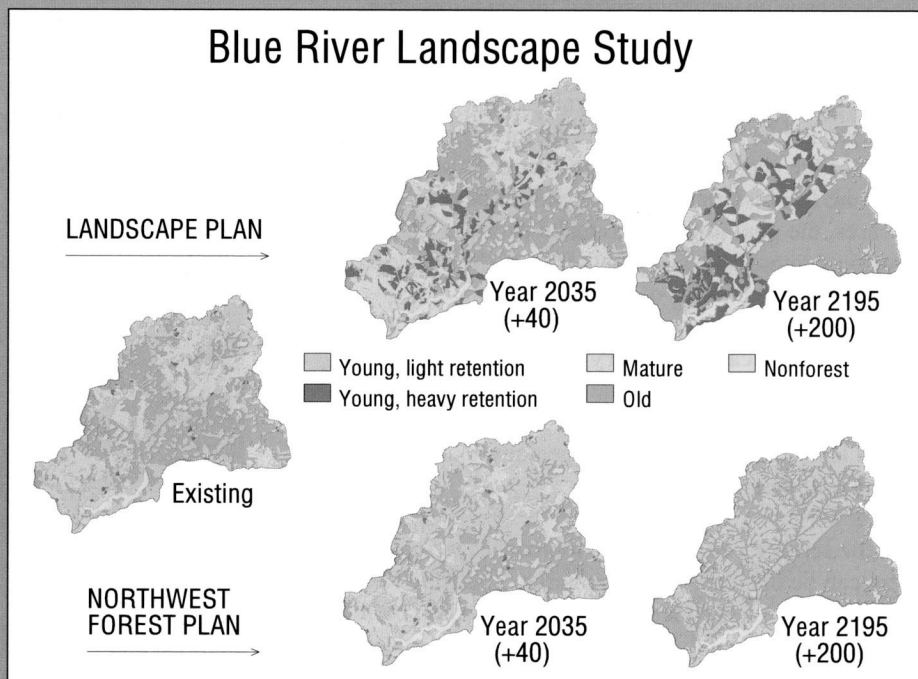 Blue River Landscape Study
LANDSCAPE PLAN
Year 2035
(+40)
Year 2195
(+200)
Young, light retention
Mature
Nonforest
Young, heavy retention
Old
Existing
NORTHWEST
FOREST PLAN
Year 2035
(+40)
Year 2195
(+200)